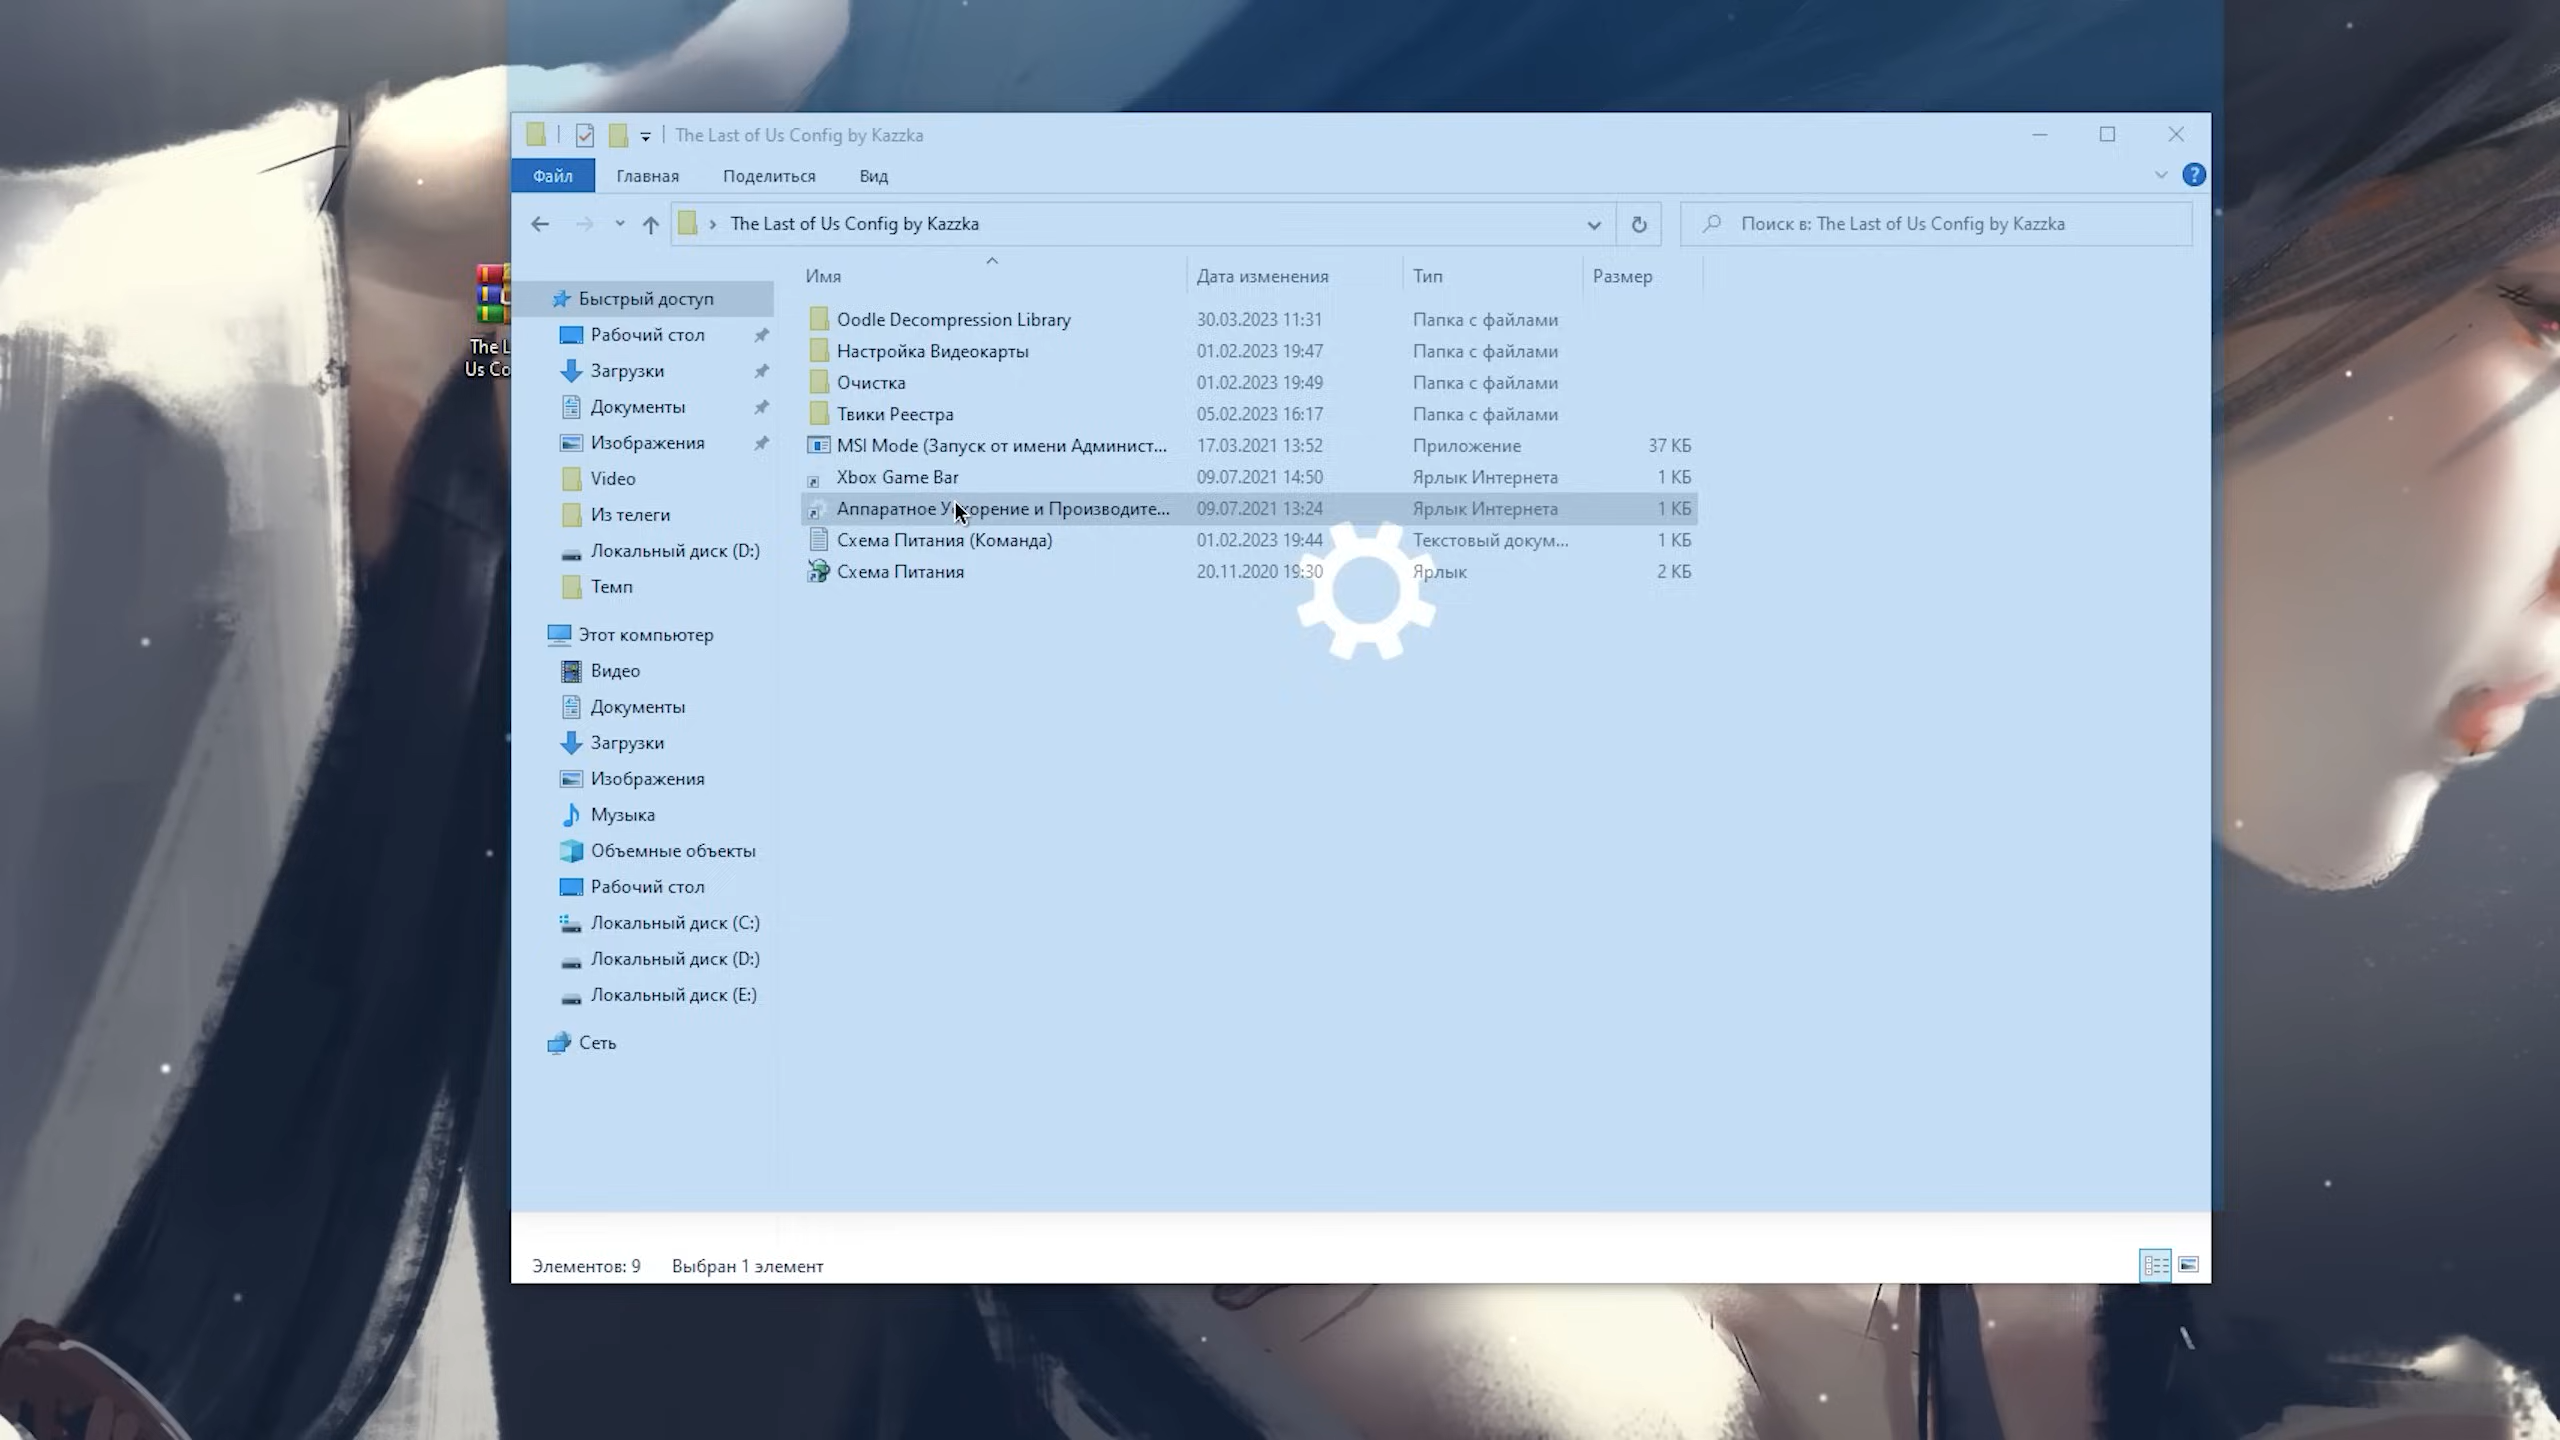 The Last of Us Config by Kazzka
Файл Главная Поделиться Вид
The Last of Us Config by Kazzka Поиск в: The Last of Us Config by Kazzka
The L
Us Co
Быстрый доступ
Рабочий стол
Загрузки
Документы
Изображения
Video
Из телеги
Локальный диск (D:)
Темп
Этот компьютер
Видео
Документы
Загрузки
Изображения
Музыка
Объемные объекты
Рабочий стол
Локальный диск (C:)
Локальный диск (D:)
Локальный диск (E:)
Сеть
Имя Дата изменения Тип Размер
Oodle Decompression Library 30.03.2023 11:31 Папка с файлами
Настройка Видеокарты 01.02.2023 19:47 Папка с файлами
Очистка 01.02.2023 19:49 Папка с файлами
Твики Реестра 05.02.2023 16:17 Папка с файлами
MSI Mode (Запуск от имени Админист... 17.03.2021 13:52 Приложение 37 КБ
Xbox Game Bar 09.07.2021 14:50 Ярлык Интернета 1 КБ
Аппаратное Ускорение и Производите... 09.07.2021 13:24 Ярлык Интернета 1 КБ
Схема Питания (Команда) 01.02.2023 19:44 Текстовый докум... 1 КБ
Схема Питания 20.11.2020 19:30 Ярлык 2 КБ
Элементов: 9 Выбран 1 элемент